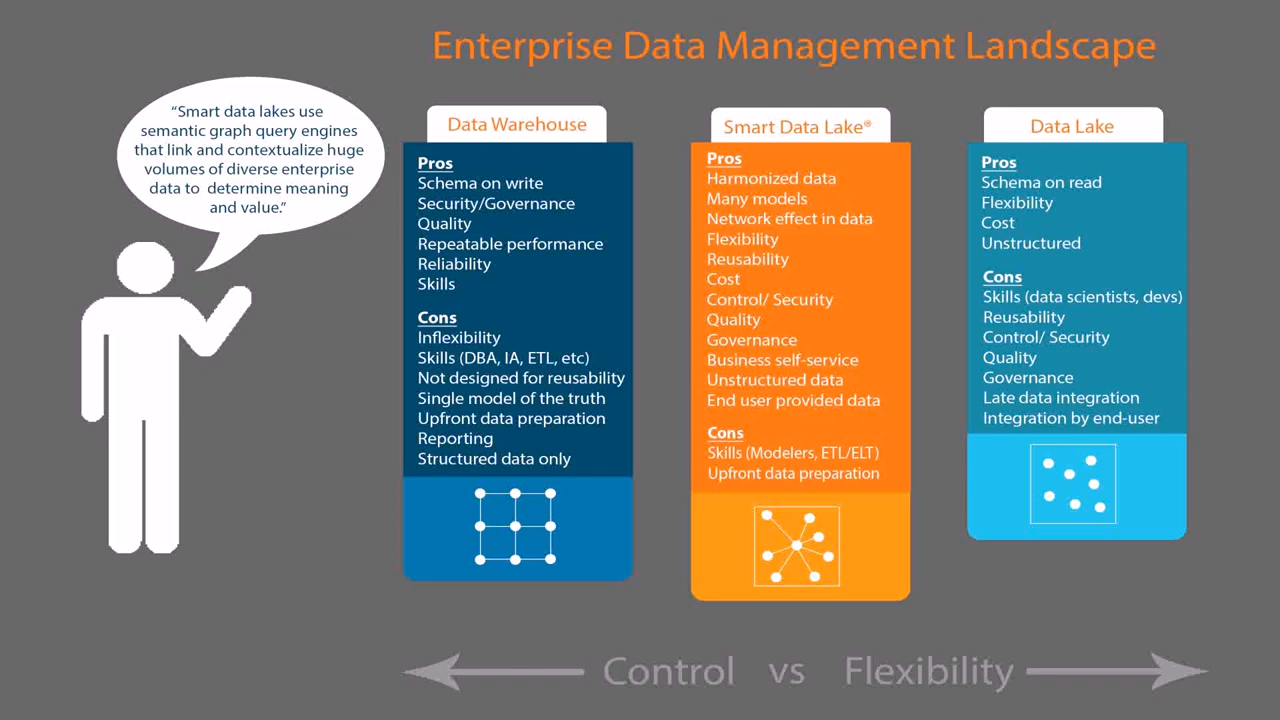 Enterprise Data Management Landscape
“Smart data lakes use
semantic graph query engines
that link and contextualize huge
volumes of diverse enterprise
data to determine meaning
and value.”
Data Warehouse
Pros
Schema on write
Security/Governance
Quality
Repeatable performance
Reliability
Skills
Cons
Inflexibility
Skills (DBA, IA, ETL, etc)
Not designed for reusability
Single model of the truth
Upfront data preparation
Reporting
Structured data only
Smart Data Lake®
Pros
Harmonized data
Many models
Network effect in data
Flexibility
Reusability
Cost
Control/ Security
Quality
Governance
Business self-service
Unstructured data
End user provided data
Cons
Skills (Modelers, ETL/ELT)
Upfront data preparation
Data Lake
Pros
Schema on read
Flexibility
Cost
Unstructured
Cons
Skills (data scientists, devs)
Reusability
Control/ Security
Quality
Governance
Late data integration
Integration by end-user
Control vs Flexibility